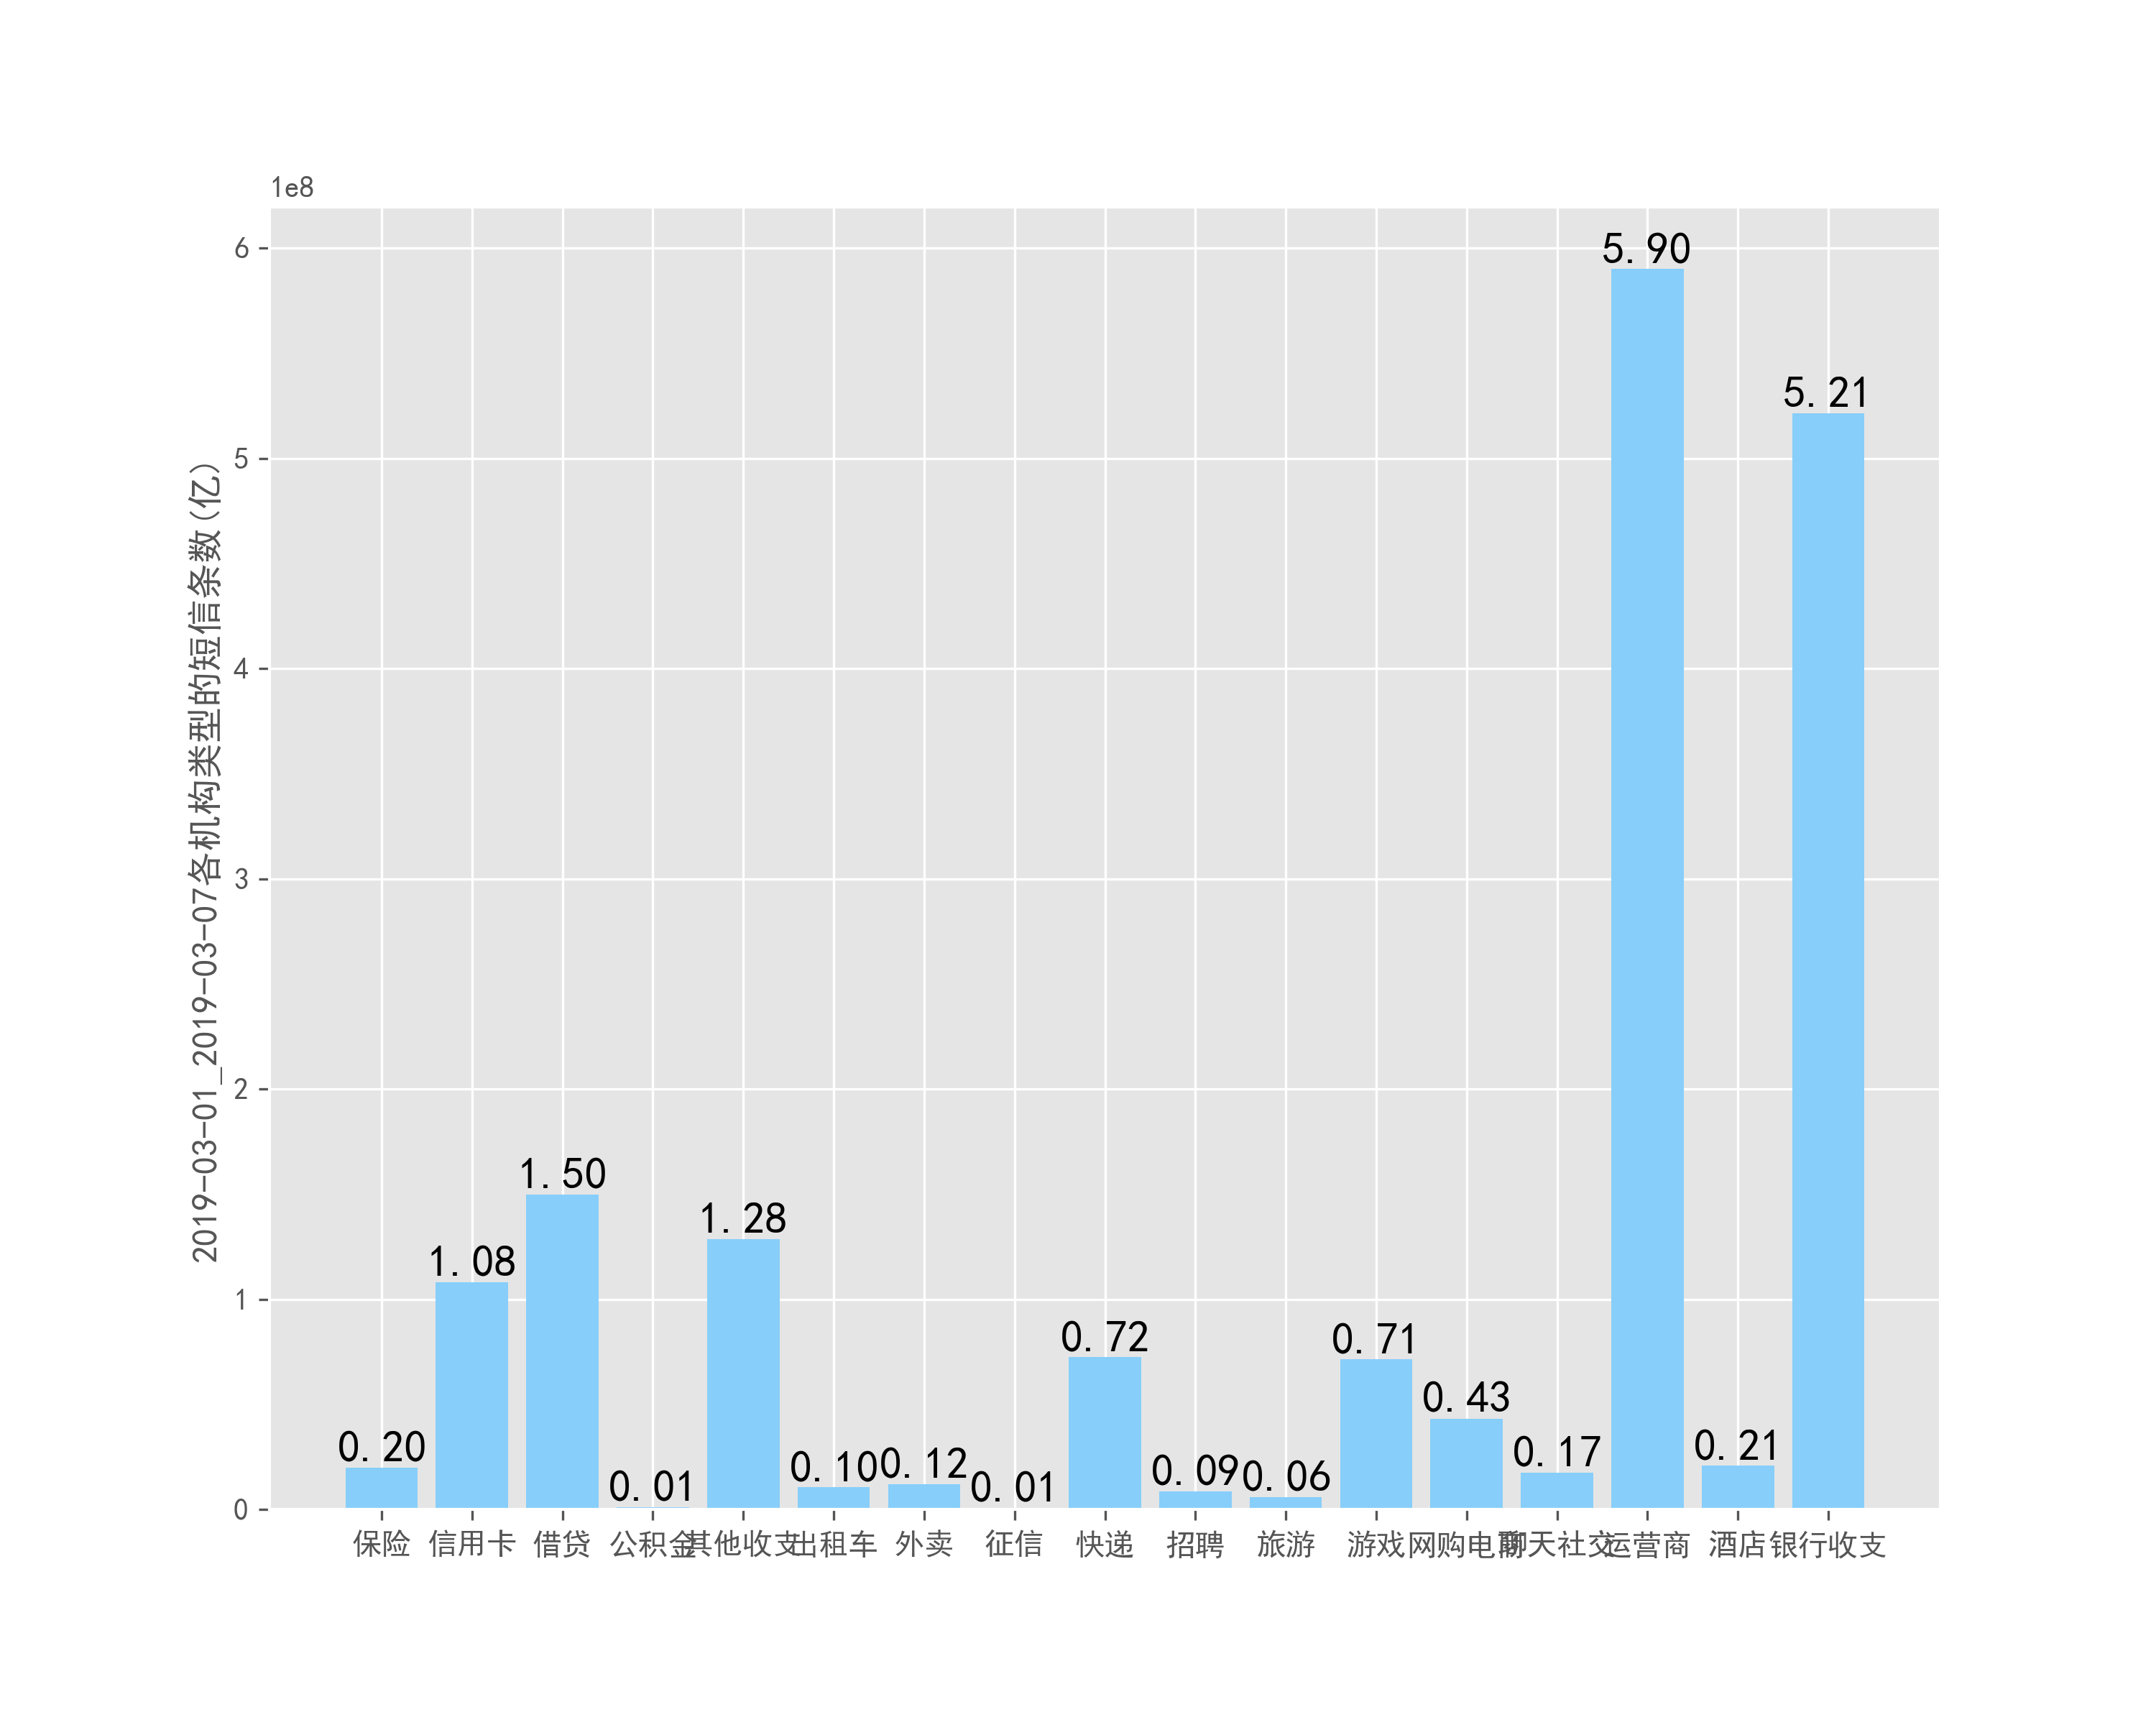 1e8
6
5
4
3
2
1
0
2019-03-01_2019-03-07各机构类型的短信条数(亿)
0.20
1.08
1.50
0.01
1.28
0.10
0.12
0.01
0.72
0.09
0.06
0.71
0.43
0.17
5.90
0.21
5.21
保险
信用卡
借贷
公积金
其他收支
出租车
外卖
征信
快递
招聘
旅游
游戏
网购电商
聊天社交
运营商
酒店
银行收支